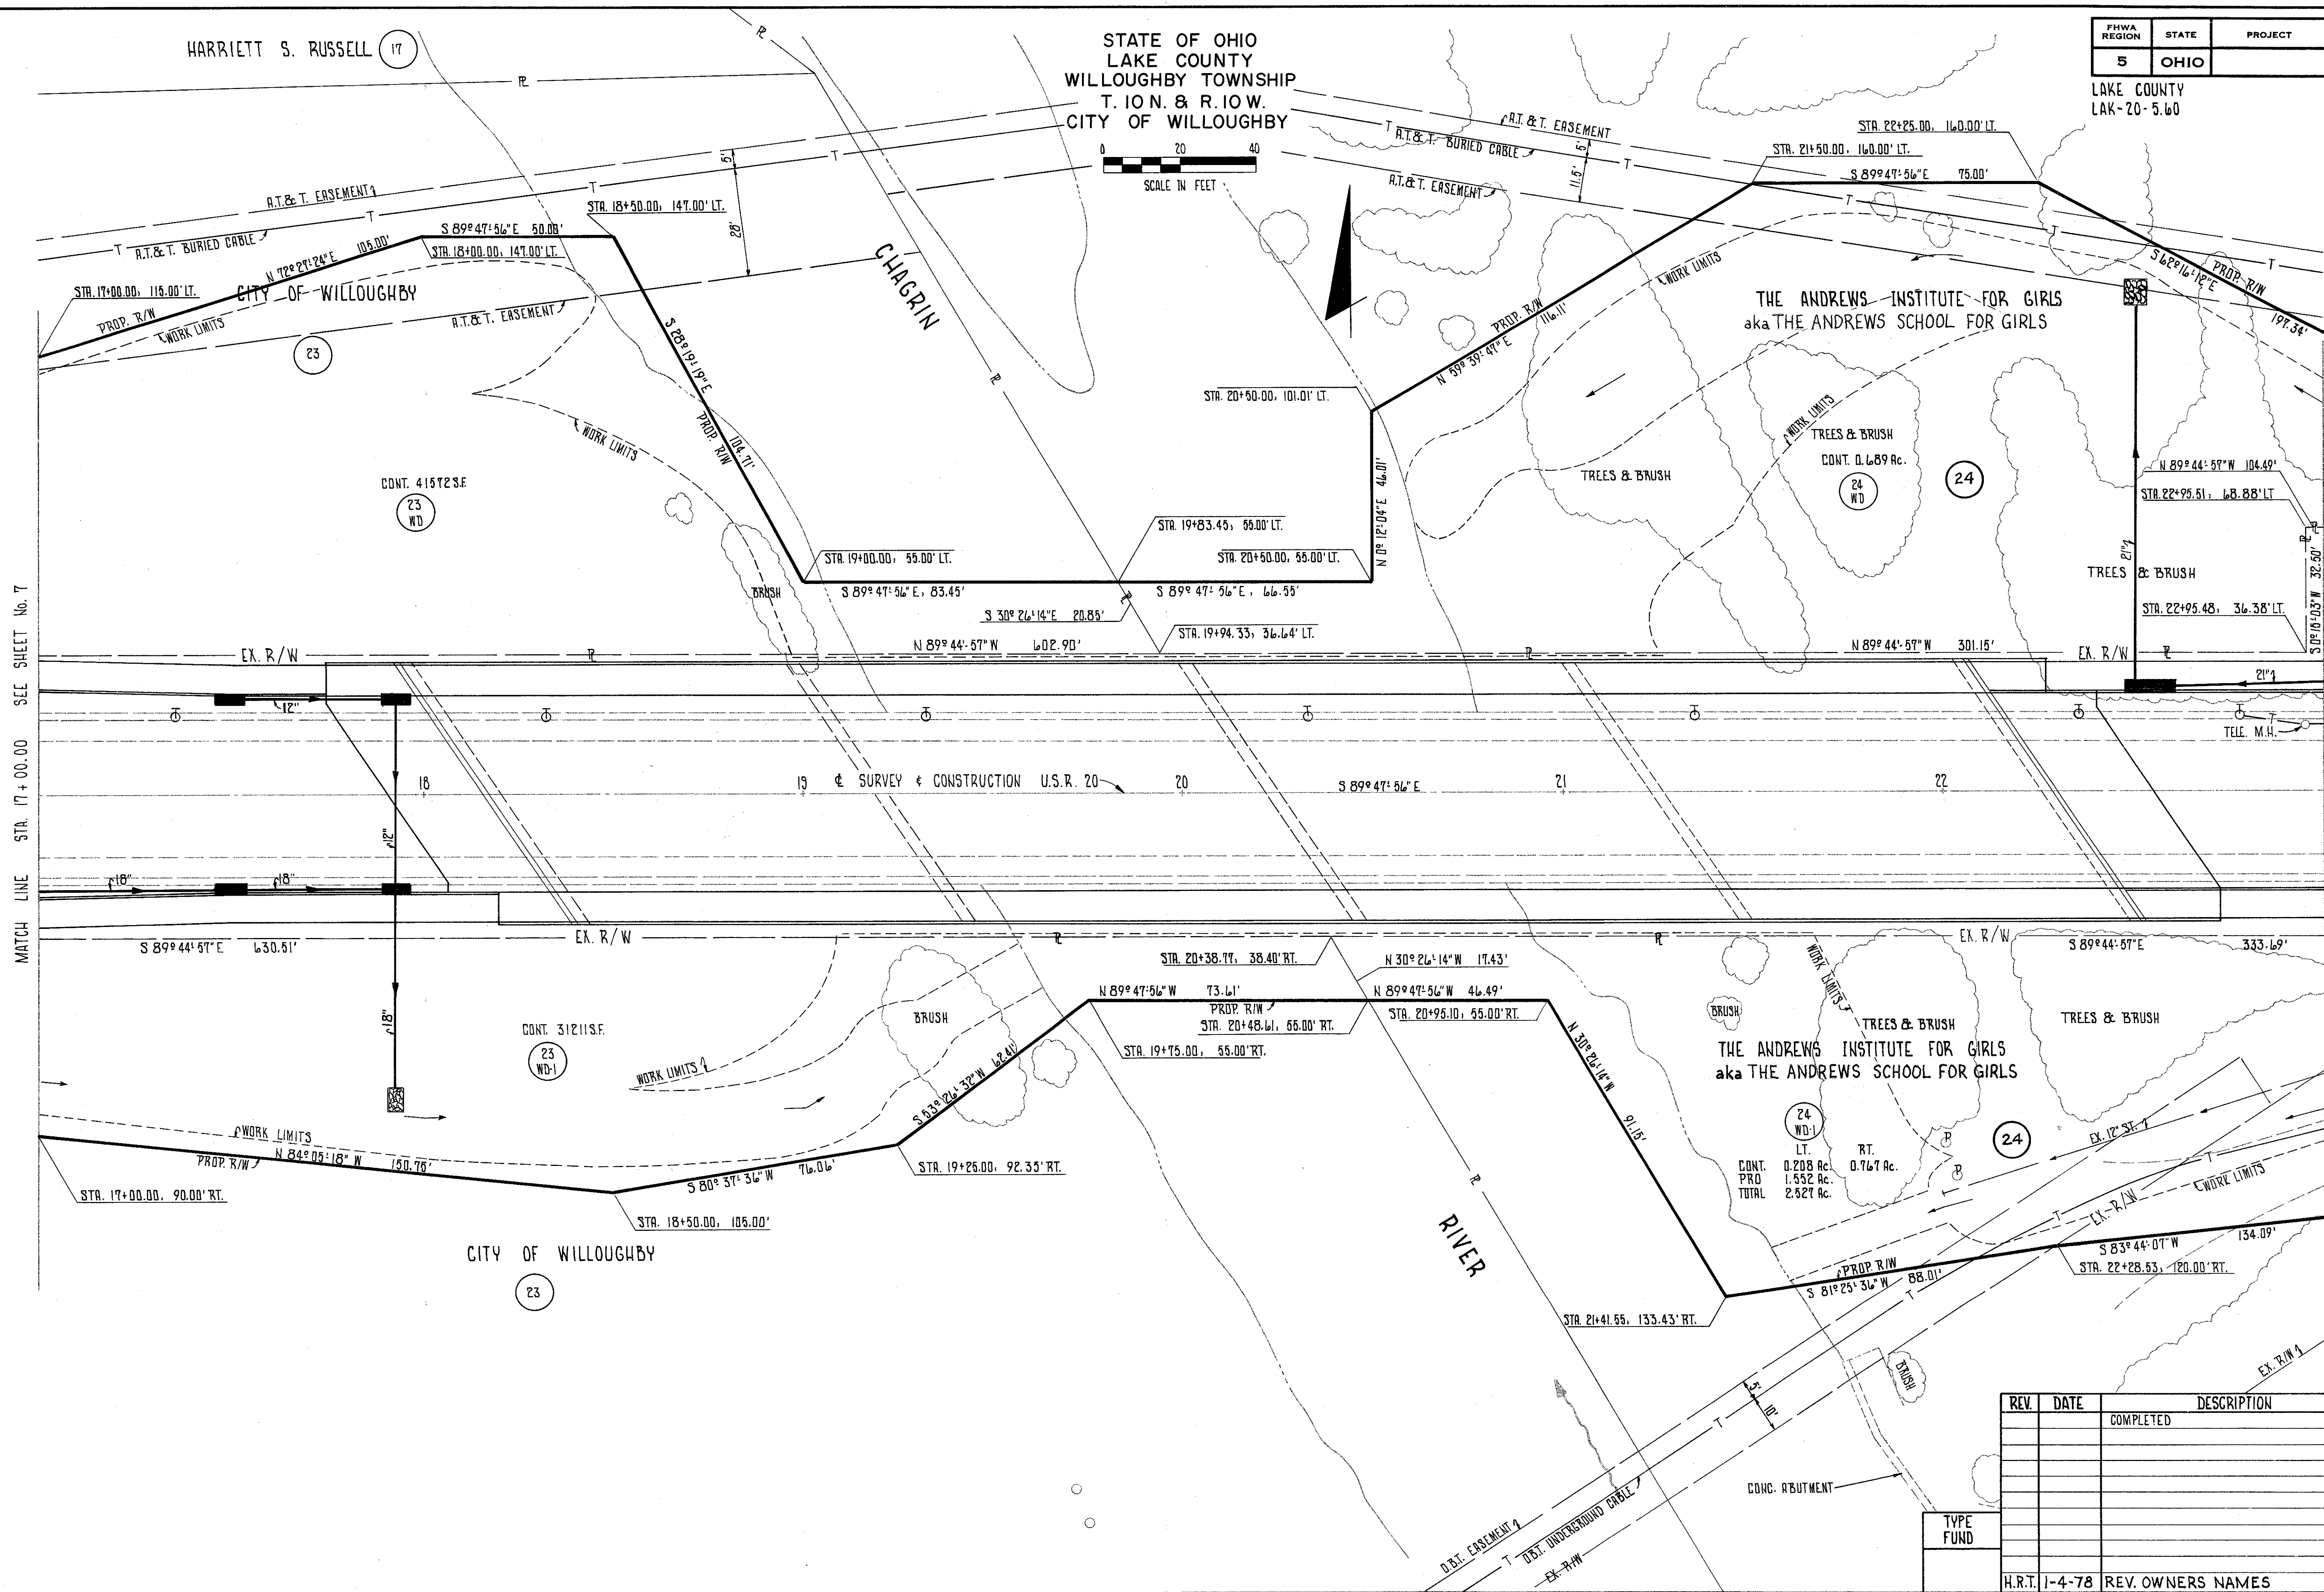 HARRIETT S. RUSSELL 17
STATE OF OHIO
LAKE COUNTY
WILLOUGHBY TOWNSHIP
T. 10 N. & R. 10 W.
CITY OF WILLOUGHBY
0 20 40
SCALE IN FEET
FHWA REGION STATE PROJECT
5 OHIO
LAKE COUNTY
LAK-20-5.60
A.T.&T. EASEMENT
T A.T.&T. BURIED CABLE T T T
5'
28'
A.T.&T. EASEMENT
STA. 17+00.00, 115.00' LT.
PROP. R/W
N 72°27'24"E 105.00'
CITY OF WILLOUGHBY
WORK LIMITS
23
S 89°47'56"E 50.00'
STA. 18+00.00, 147.00' LT.
STA. 18+50.00, 147.00' LT.
S 28°19'19"E
PROP. R/W 104.71'
WORK LIMITS
CONT. 41572 S.F.
23
WD
BRUSH
CHAGRIN
STA. 19+00.00, 55.00' LT.
S 89°47'56"E, 83.45'
S 30°26'14"E 20.85'
STA. 19+83.45, 55.00' LT.
STA. 20+50.00, 55.00' LT.
S 89°47'56"E, 66.55'
STA. 19+94.33, 36.64' LT.
STA. 20+50.00, 101.01' LT.
N 0°12'04"E 46.01'
T A.T.&T. BURIED CABLE T
A.T.&T. EASEMENT
5'
11.5'
A.T.&T. EASEMENT
STA. 22+25.00, 160.00' LT.
STA. 21+50.00, 160.00' LT.
S 89°47'56"E 75.00'
PROP. R/W
N 59°39'47"E 116.11'
WORK LIMITS
S 62°16'12"E PROP. R/W
197.34'
THE ANDREWS INSTITUTE FOR GIRLS
aka THE ANDREWS SCHOOL FOR GIRLS
WORK LIMITS
TREES & BRUSH
CONT. 0.689 Ac.
24
WD
24
TREES & BRUSH
N 89°44'57"W 104.49'
STA. 22+95.51, 68.88' LT
21"
TREES & BRUSH
S 0°15'03"W 32.50'
STA. 22+95.48, 36.38' LT.
EX. R/W
N 89°44'57"W 602.90'
N 89°44'57"W 301.15'
EX. R/W
21"
12"
TELE. M.H.
T
MATCH LINE STA. 17+00.00 SEE SHEET No. 7
18 19 20 21 22
℄ SURVEY & CONSTRUCTION U.S.R. 20
S 89°47'56"E
12"
18" 18"
S 89°44'57"E 630.51'
EX. R/W
EX. R/W
S 89°44'57"E 333.69'
18"
CONT. 31211 S.F.
23
WD-1
WORK LIMITS
BRUSH
STA. 20+38.77, 38.40' RT.
N 30°26'14"W 17.43'
N 89°47'56"W 73.61'
PROP. R/W
STA. 20+48.61, 55.00' RT.
N 89°47'56"W 46.49'
STA. 20+95.10, 55.00' RT.
STA. 19+75.00, 55.00' RT.
S 53°26'32"W 62.41'
WORK LIMITS
PROP. R/W
N 84°05'18"W 150.75'
STA. 17+00.00, 90.00' RT.
S 80°37'36"W 76.06'
STA. 19+25.00, 92.35' RT.
STA. 18+50.00, 105.00'
CITY OF WILLOUGHBY
23
N 30°26'14"W
91.15'
RIVER
BRUSH
WORK LIMITS
TREES & BRUSH
TREES & BRUSH
THE ANDREWS INSTITUTE FOR GIRLS
aka THE ANDREWS SCHOOL FOR GIRLS
24
WD-1
24
LT. RT.
CONT. 0.208 Ac. 0.767 Ac.
PRO 1.552 Ac.
TOTAL 2.527 Ac.
EX. 12" ST.
WORK LIMITS
EX. R/W
PROP. R/W
S 81°25'36"W 88.01'
S 83°44'07"W 134.09'
STA. 22+28.53, 120.00' RT.
STA. 21+41.55, 133.43' RT.
BRUSH
5'
10'
T
CONC. ABUTMENT
EX. R/W
O.B.T. EASEMENT
T O.B.T. UNDERGROUND CABLE
EX. R/W
TYPE FUND
REV. DATE DESCRIPTION
COMPLETED
H.R.T. 1-4-78 REV. OWNERS NAMES